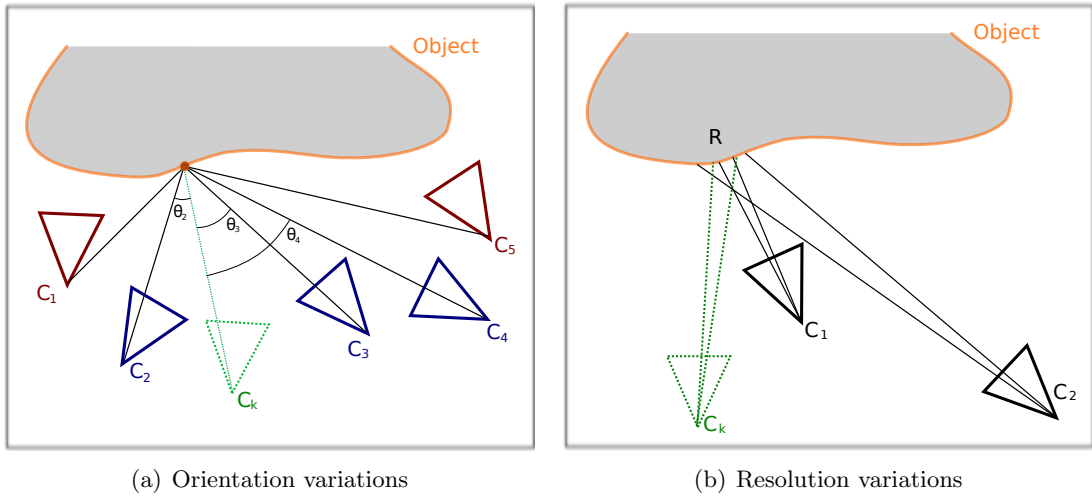 Object
θ2
θ3
θ4
C1
C2
Ck
C3
C4
C5
(a) Orientation variations
Object
R
C1
C2
Ck
(b) Resolution variations